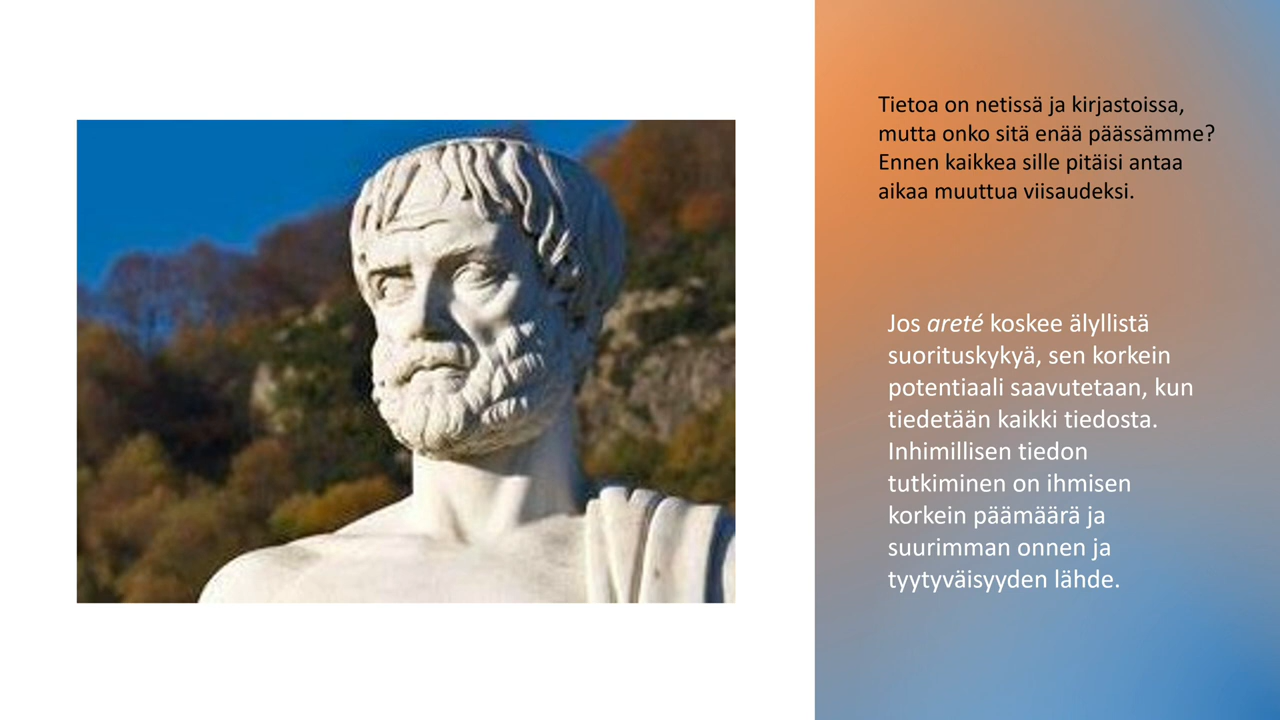 Tietoa on netissä ja kirjastoissa,
mutta onko sitä enää päässämme?
Ennen kaikkea sille pitäisi antaa
aikaa muuttua viisaudeksi.
Jos areté koskee älyllistä
suorituskykyä, sen korkein
potentiaali saavutetaan, kun
tiedetään kaikki tiedosta.
Inhimillisen tiedon
tutkiminen on ihmisen
korkein päämäärä ja
suurimman onnen ja
tyytyväisyyden lähde.